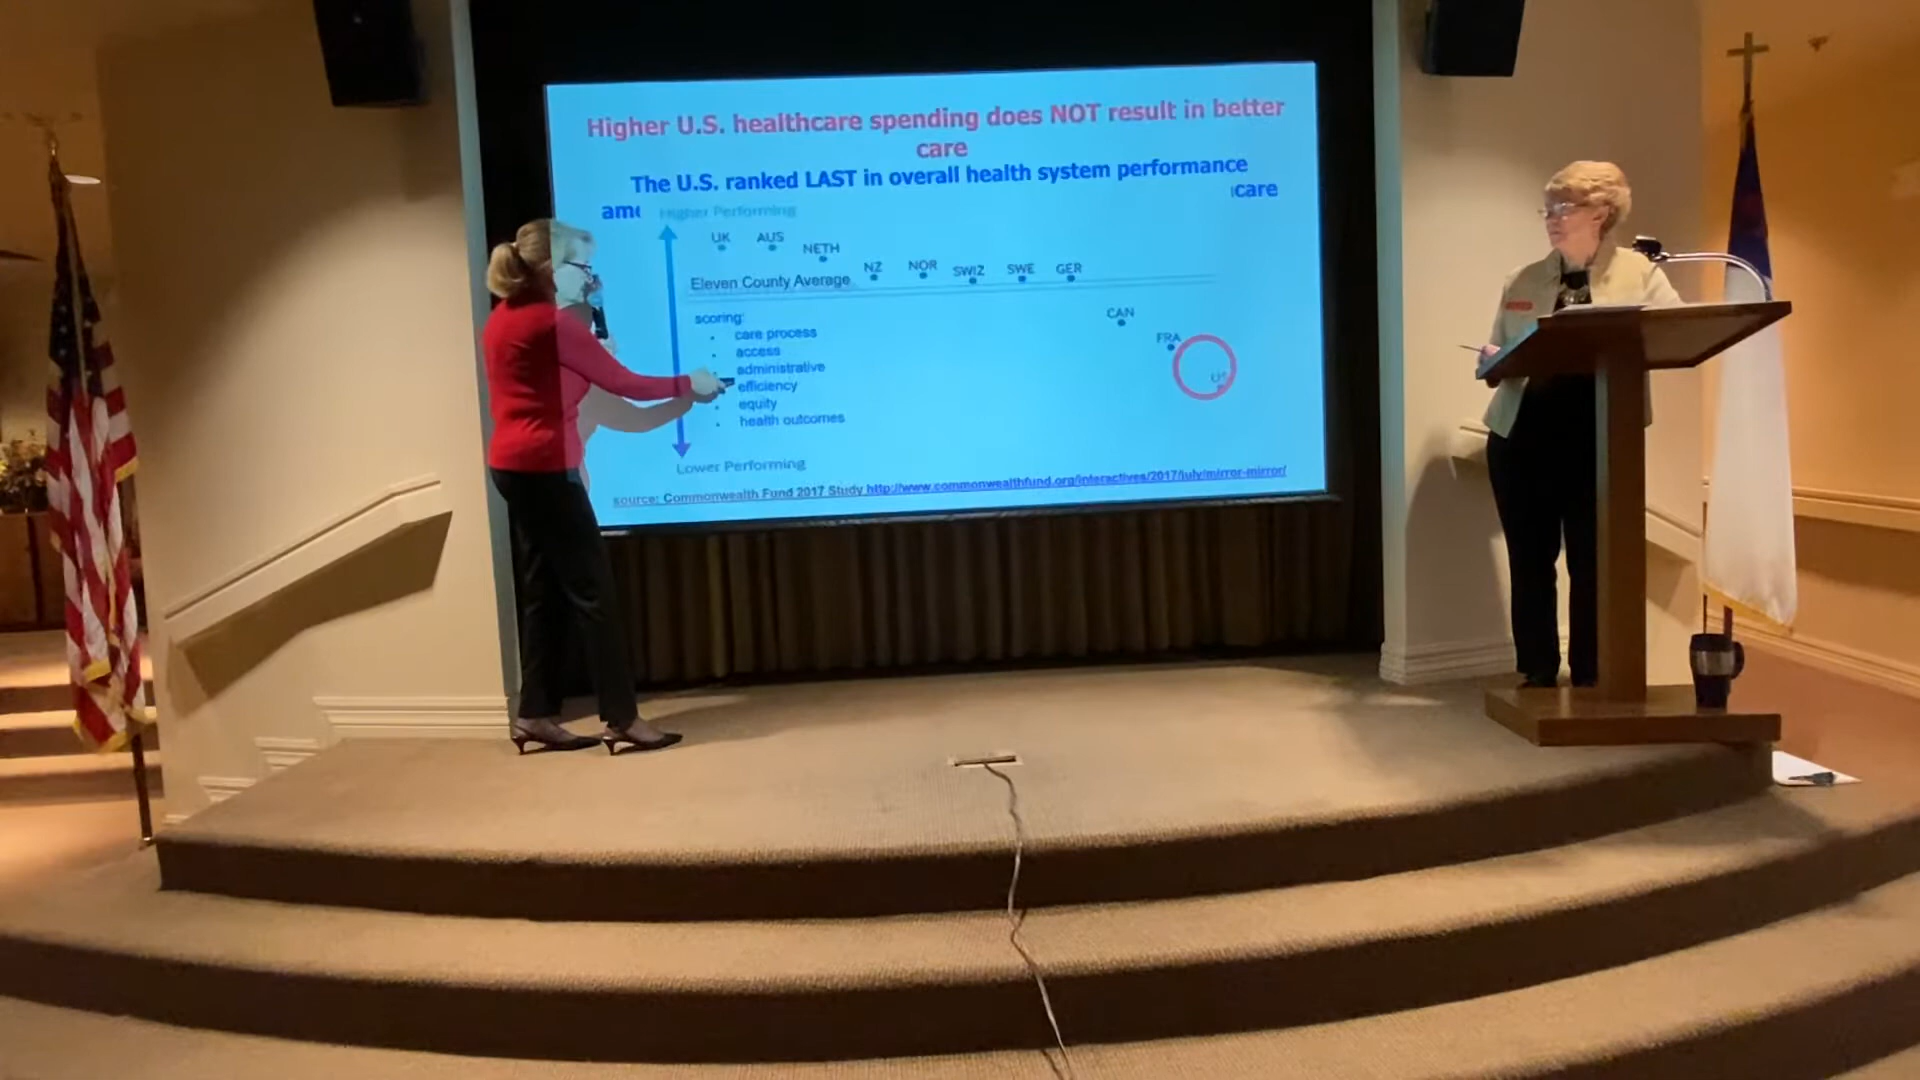 Higher U.S. healthcare spending does NOT result in better
care
The U.S. ranked LAST in overall health system performance
care
Higher Performing
UK
AUS
NETH
NZ
NOR
SWIZ
SWE
GER
Eleven County Average
CAN
FRA
scoring:
care process
access
administrative
efficiency
equity
health outcomes
Lower Performing
source: Commonwealth Fund 2017 Study http://www.commonwealthfund.org/interactives/2017/july/mirror-mirror/